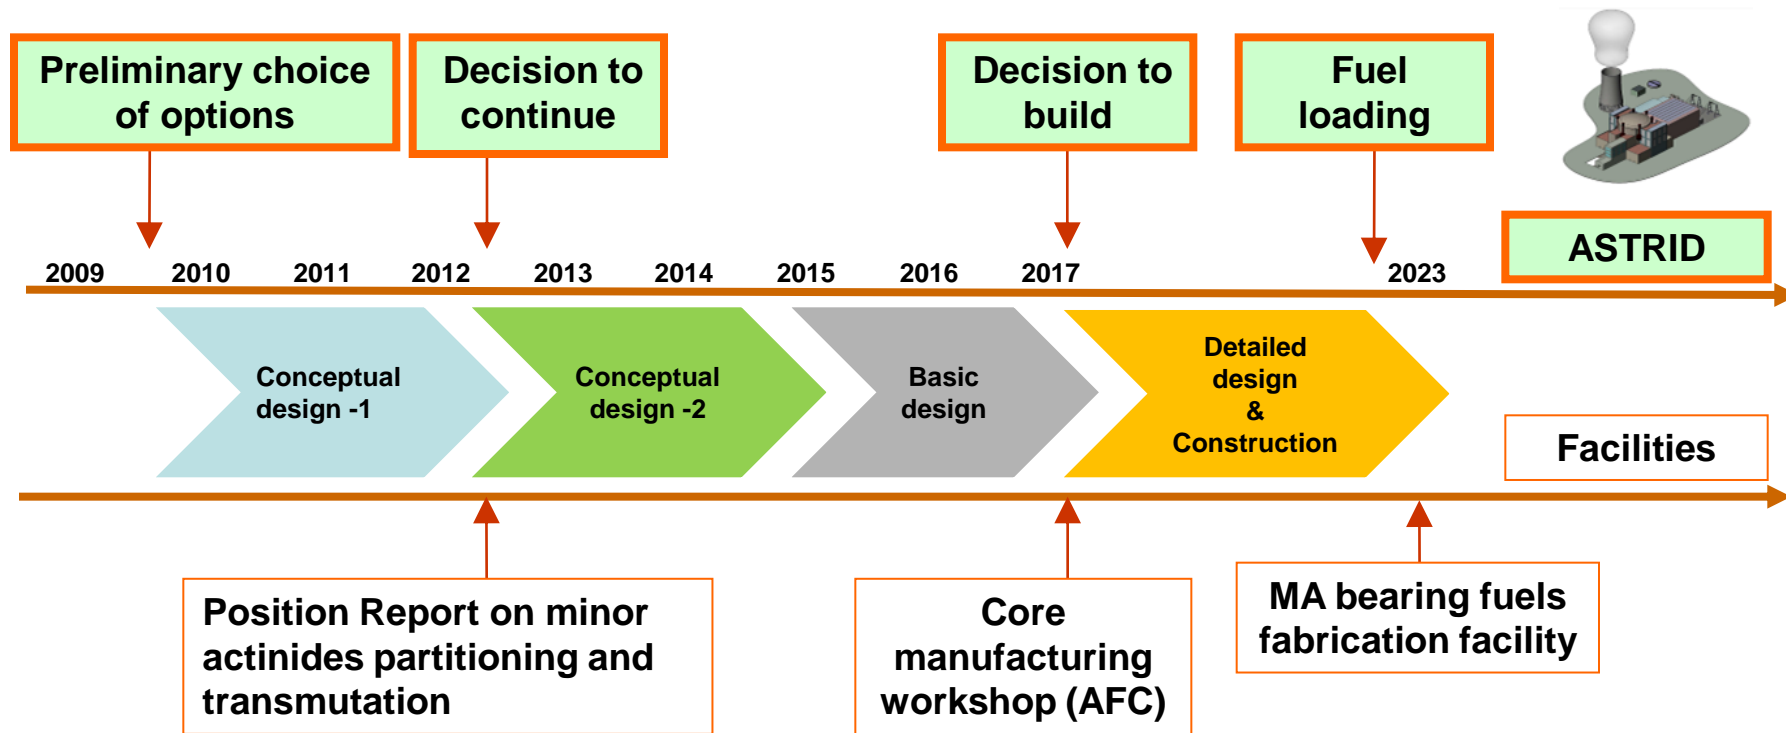 Preliminary choice
of options
Decision to
continue
Decision to
build
Fuel
loading
ASTRID
2009 2010 2011 2012 2013 2014 2015 2016 2017 2023
Conceptual
design -1
Conceptual
design -2
Basic
design
Detailed
design
&
Construction
Facilities
Position Report on minor
actinides partitioning and
transmutation
Core
manufacturing
workshop (AFC)
MA bearing fuels
fabrication facility